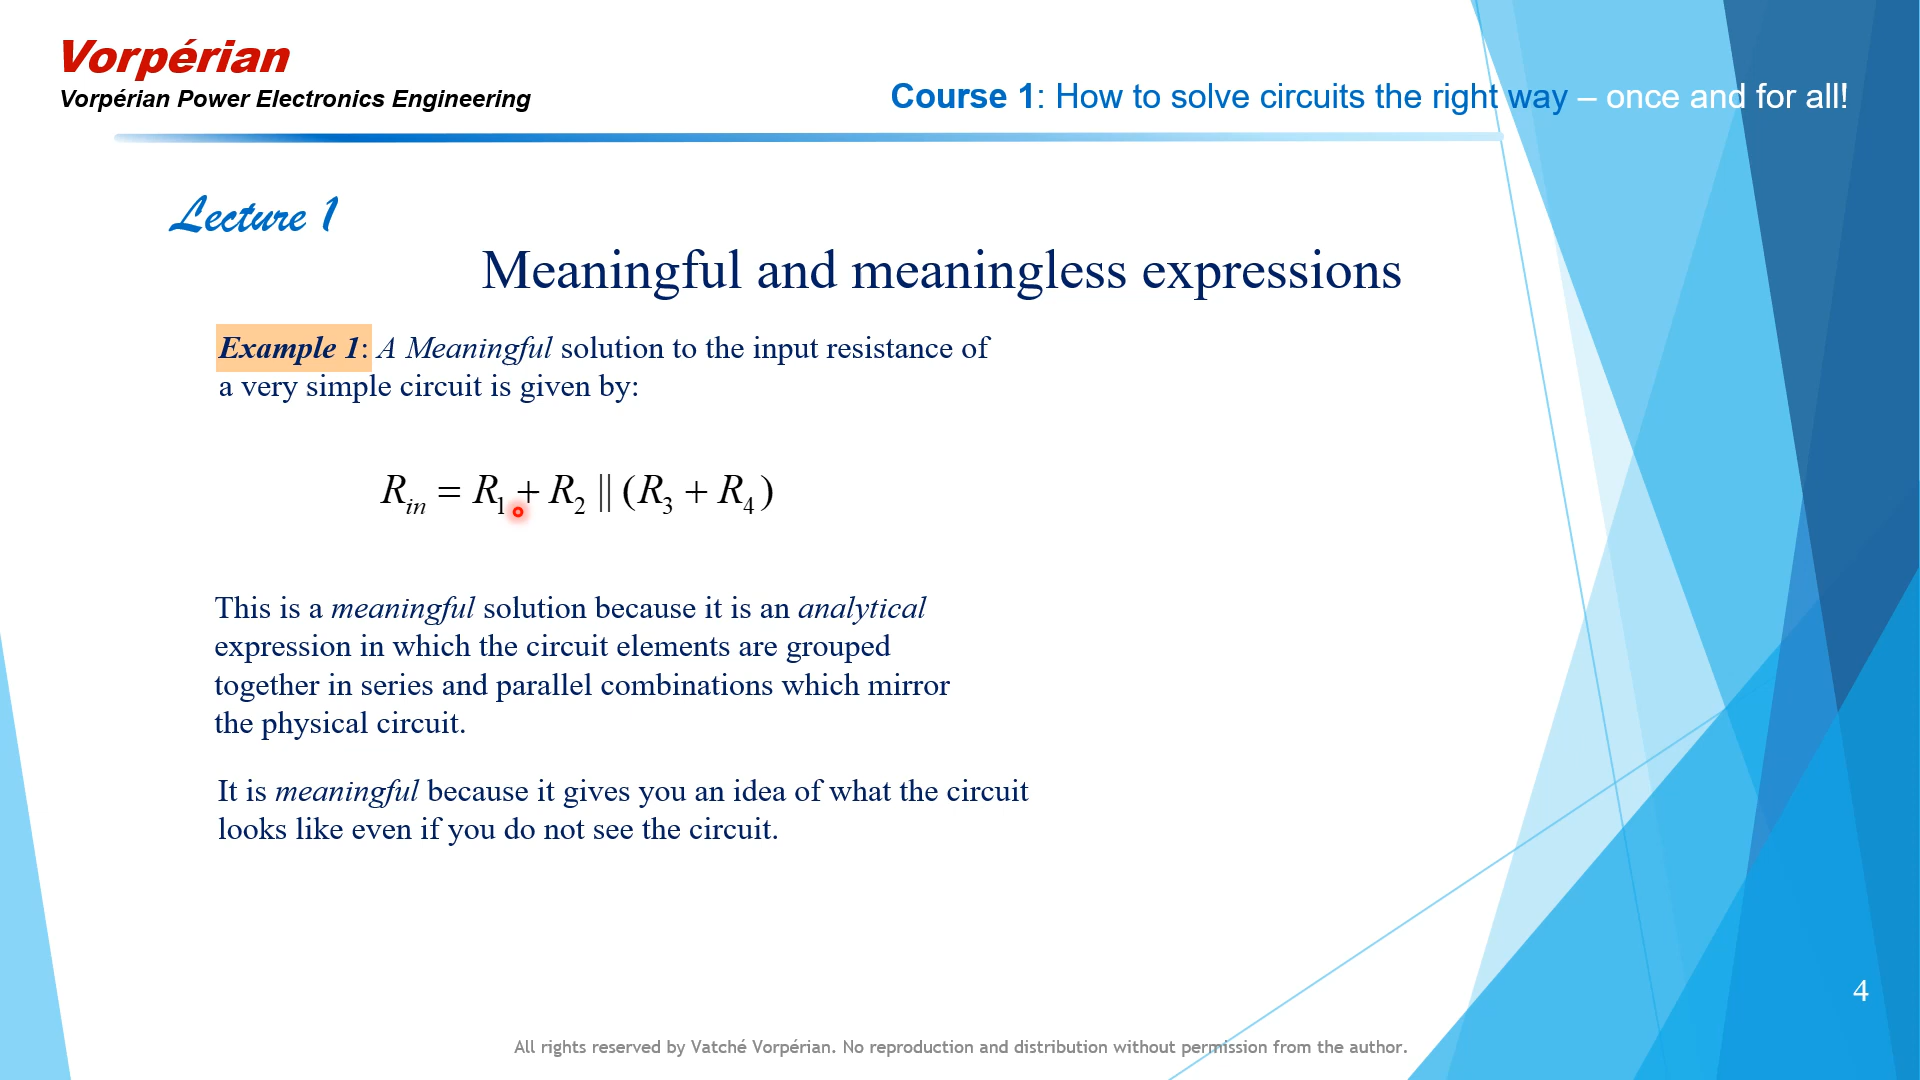 Vorpérian
Vorpérian Power Electronics Engineering
Course 1: How to solve circuits the right way – once and for all!
Lecture 1
Meaningful and meaningless expressions
Example 1: A Meaningful solution to the input resistance of
a very simple circuit is given by:
R_in = R_1 + R_2 || (R_3 + R_4)
This is a meaningful solution because it is an analytical
expression in which the circuit elements are grouped
together in series and parallel combinations which mirror
the physical circuit.
It is meaningful because it gives you an idea of what the circuit
looks like even if you do not see the circuit.
4
All rights reserved by Vatché Vorpérian. No reproduction and distribution without permission from the author.